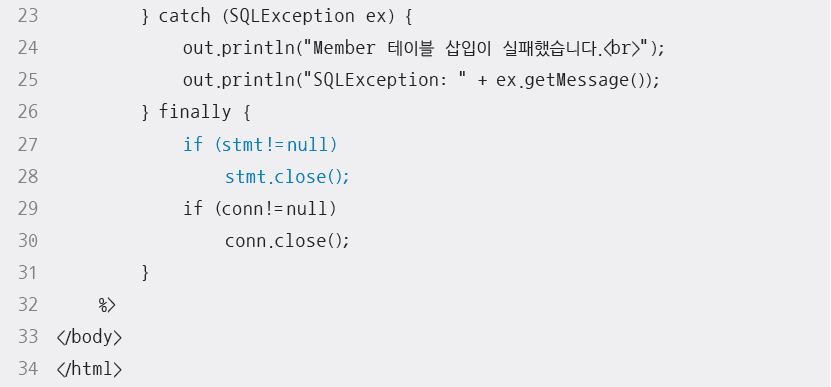 23 } catch (SQLException ex) {
24 out.println("Member 테이블 삽입이 실패했습니다.<br>");
25 out.println("SQLException: " + ex.getMessage());
26 } finally {
27 if (stmt!=null)
28 stmt.close();
29 if (conn!=null)
30 conn.close();
31 }
32 %>
33 </body>
34 </html>